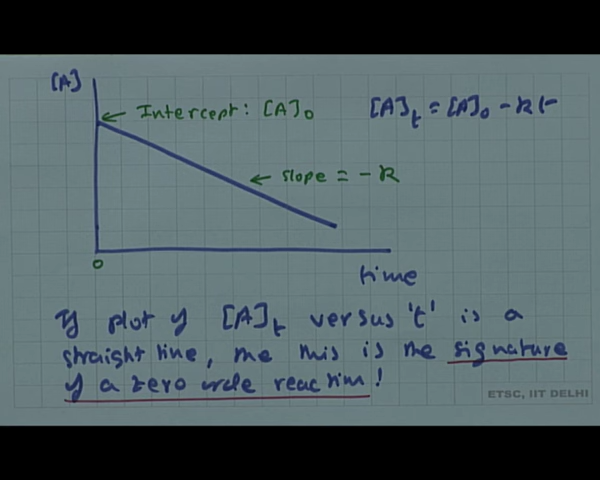 [A]
Intercept: [A]₀
[A]ₜ = [A]₀ - kt
slope = - k
0
time
If plot of [A]ₜ versus 't' is a
straight line, the this is the signature
of a zero order reaction!
ETSC, IIT DELHI